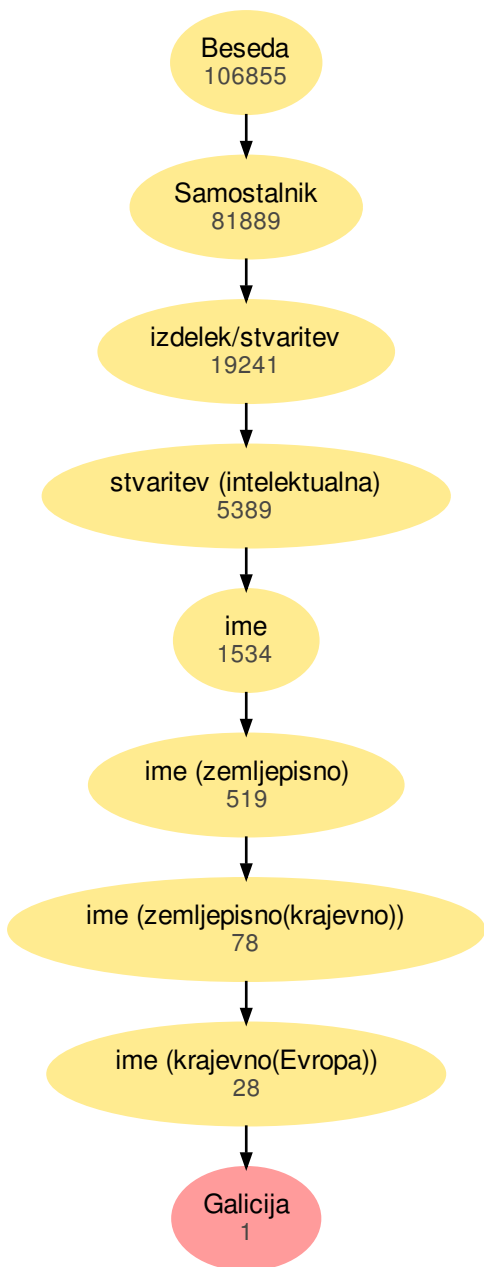 Beseda
106855
Samostalnik
81889
izdelek/stvaritev
19241
stvaritev (intelektualna)
5389
ime
1534
ime (zemljepisno)
519
ime (zemljepisno(krajevno))
78
ime (krajevno(Evropa))
28
Galicija
1